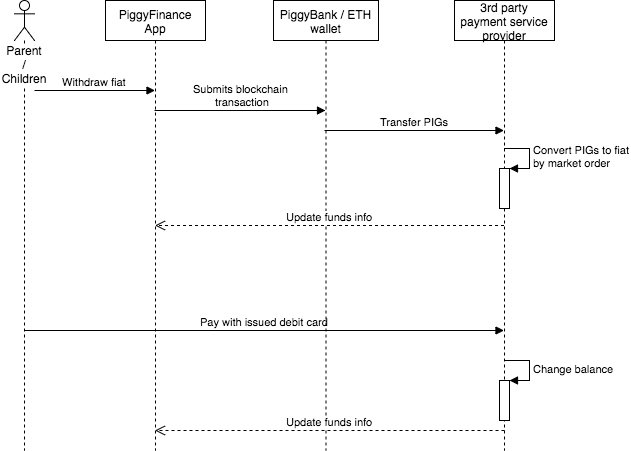 PiggyFinance
App
PiggyBank / ETH
wallet
3rd party
payment service
provider
Parent
/
Children
Withdraw fiat
Submits blockchain
transaction
Transfer PIGs
Convert PIGs to fiat
by market order
Update funds info
Pay with issued debit card
Change balance
Update funds info